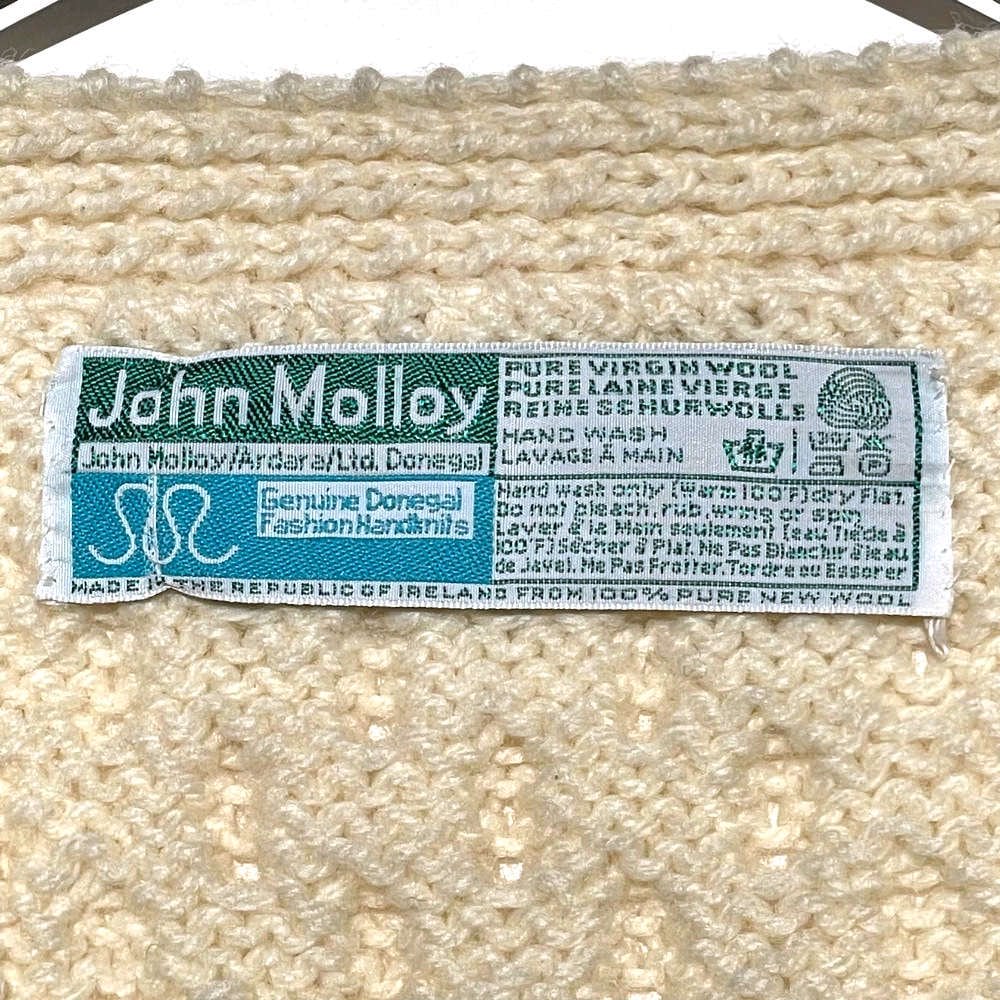 John Molloy
John Molloy/Ardara/Ltd. Donegal
Genuine Donegal
Fashion Handknits
PURE VIRGIN WOOL
PURE LAINE VIERGE
REINE SCHURWOLLE
HAND WASH
LAVAGE À MAIN
Hand wash only (Warm 100°F) dry Flat.
Do not bleach, rub, wring or spin
Laver à la Main seulement (eau Tiède à
00°F) Sècher à Plat. Ne Pas Blanchir à leau
de Javel. Ne Pas Frotter. Tordre ou Essorer
MADE IN THE REPUBLIC OF IRELAND FROM 100% PURE NEW WOOL